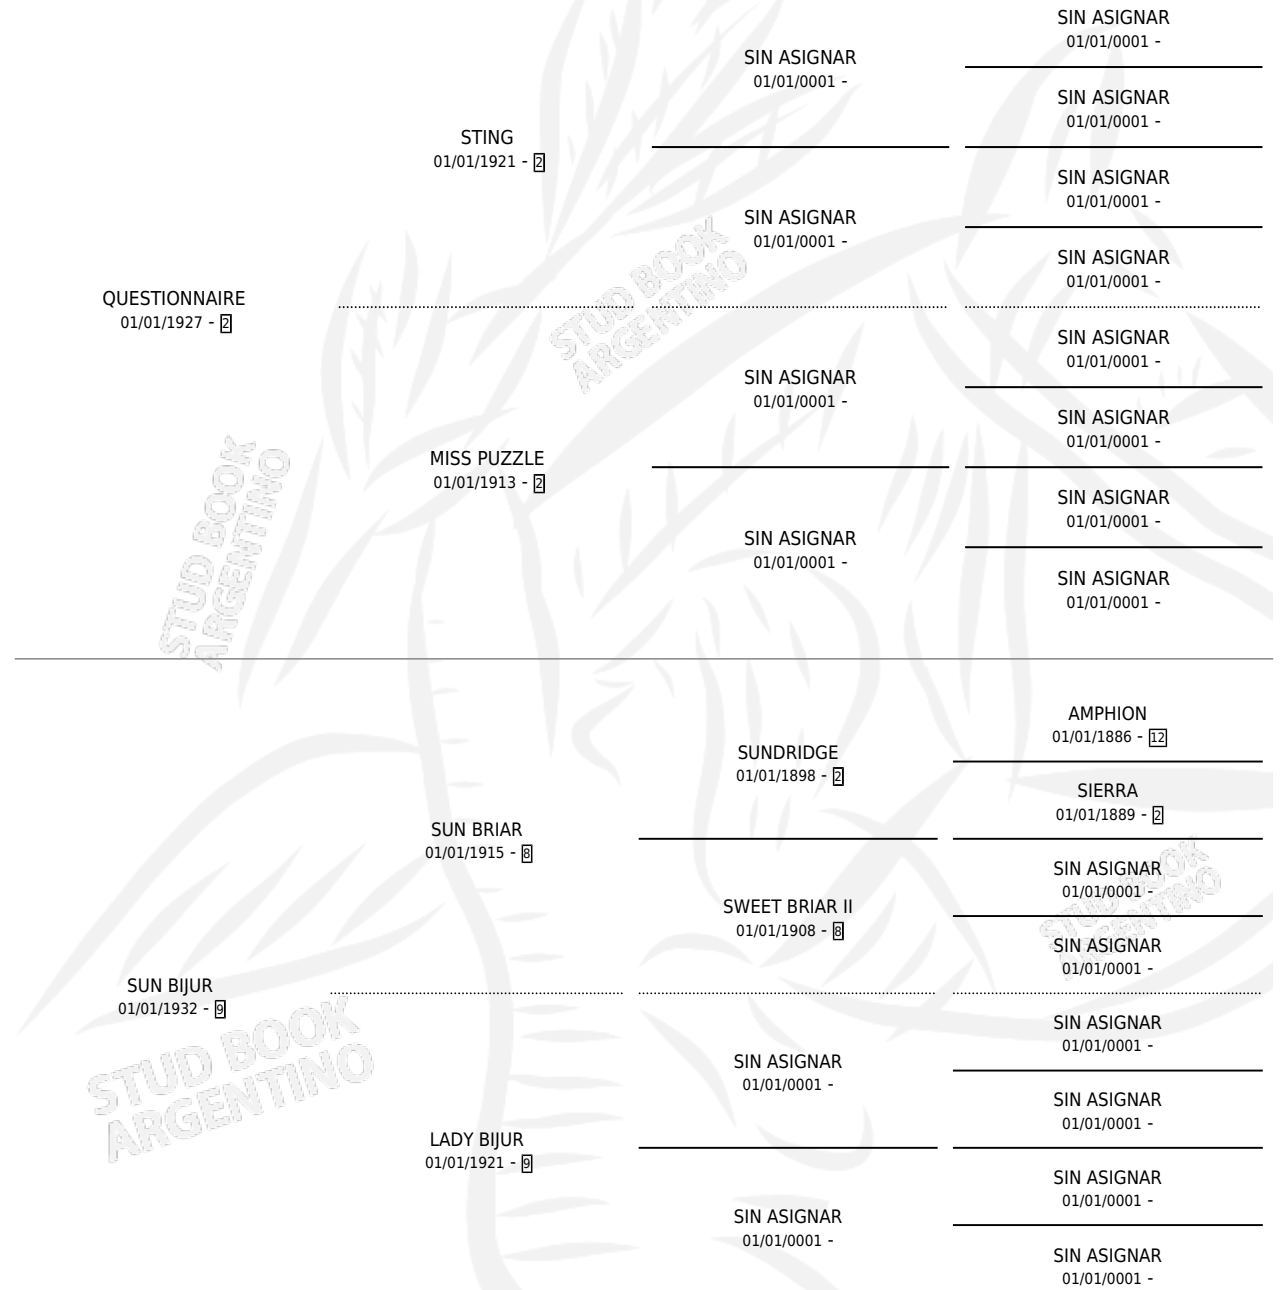 QUESTIONNAIRE
01/01/1927 - 2
STING
01/01/1921 - 2
MISS PUZZLE
01/01/1913 - 2
SIN ASIGNAR
01/01/0001 -
SIN ASIGNAR
01/01/0001 -
SIN ASIGNAR
01/01/0001 -
SIN ASIGNAR
01/01/0001 -
SIN ASIGNAR
01/01/0001 -
SIN ASIGNAR
01/01/0001 -
SIN ASIGNAR
01/01/0001 -
SIN ASIGNAR
01/01/0001 -
SIN ASIGNAR
01/01/0001 -
SIN ASIGNAR
01/01/0001 -
SIN ASIGNAR
01/01/0001 -
SIN ASIGNAR
01/01/0001 -
STUD BOOK
ARGENTINO
STUD BOOK
ARGENTINO
SUN BIJUR
01/01/1932 - 9
SUN BRIAR
01/01/1915 - 8
LADY BIJUR
01/01/1921 - 9
SUNDRIDGE
01/01/1898 - 2
SWEET BRIAR II
01/01/1908 - 8
SIN ASIGNAR
01/01/0001 -
SIN ASIGNAR
01/01/0001 -
AMPHION
01/01/1886 - 12
SIERRA
01/01/1889 - 2
SIN ASIGNAR
01/01/0001 -
SIN ASIGNAR
01/01/0001 -
SIN ASIGNAR
01/01/0001 -
SIN ASIGNAR
01/01/0001 -
SIN ASIGNAR
01/01/0001 -
SIN ASIGNAR
01/01/0001 -
STUD BOOK
ARGENTINO
STUD BOOK
ARGENTINO